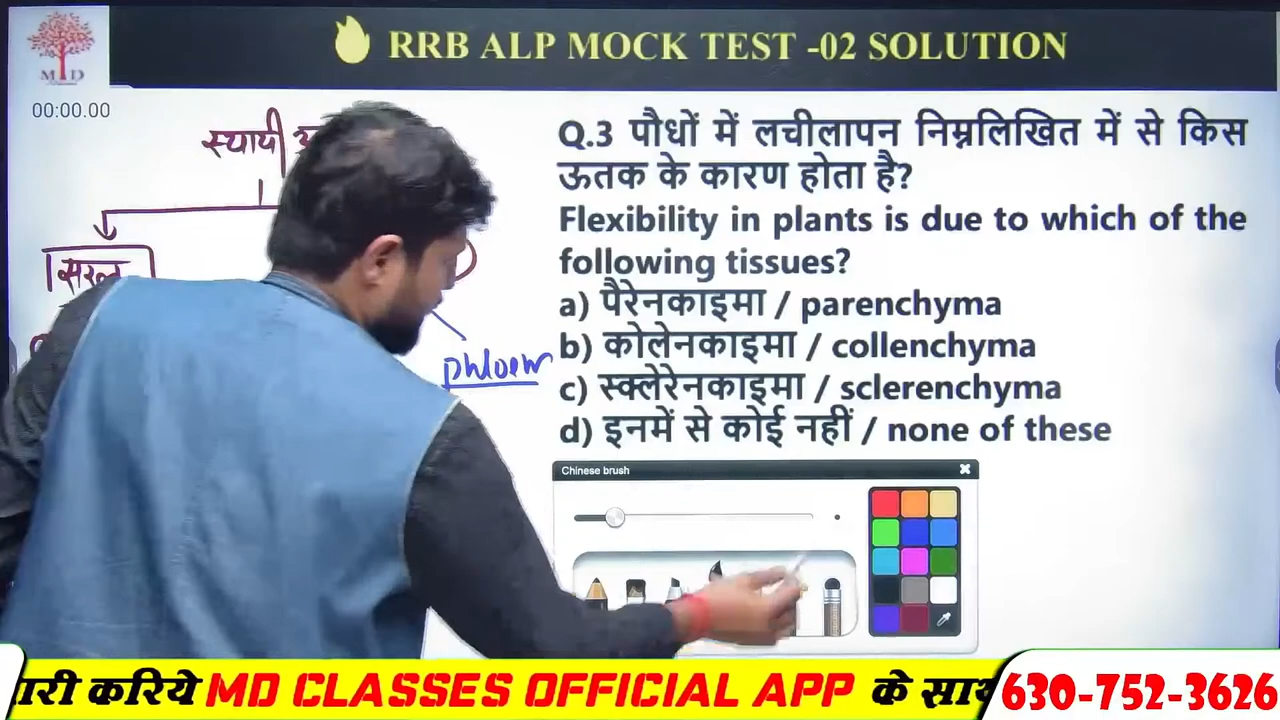 RRB ALP MOCK TEST -02 SOLUTION
M D
00:00.00
स्थायी
सरल
phloem
Q.3 पौधों में लचीलापन निम्नलिखित में से किस
ऊतक के कारण होता है?
Flexibility in plants is due to which of the
following tissues?
a) पैरेनकाइमा / parenchyma
b) कोलेनकाइमा / collenchyma
c) स्क्लेरेनकाइमा / sclerenchyma
d) इनमें से कोई नहीं / none of these
Chinese brush
करिये MD CLASSES OFFICIAL APP के
630-752-3626